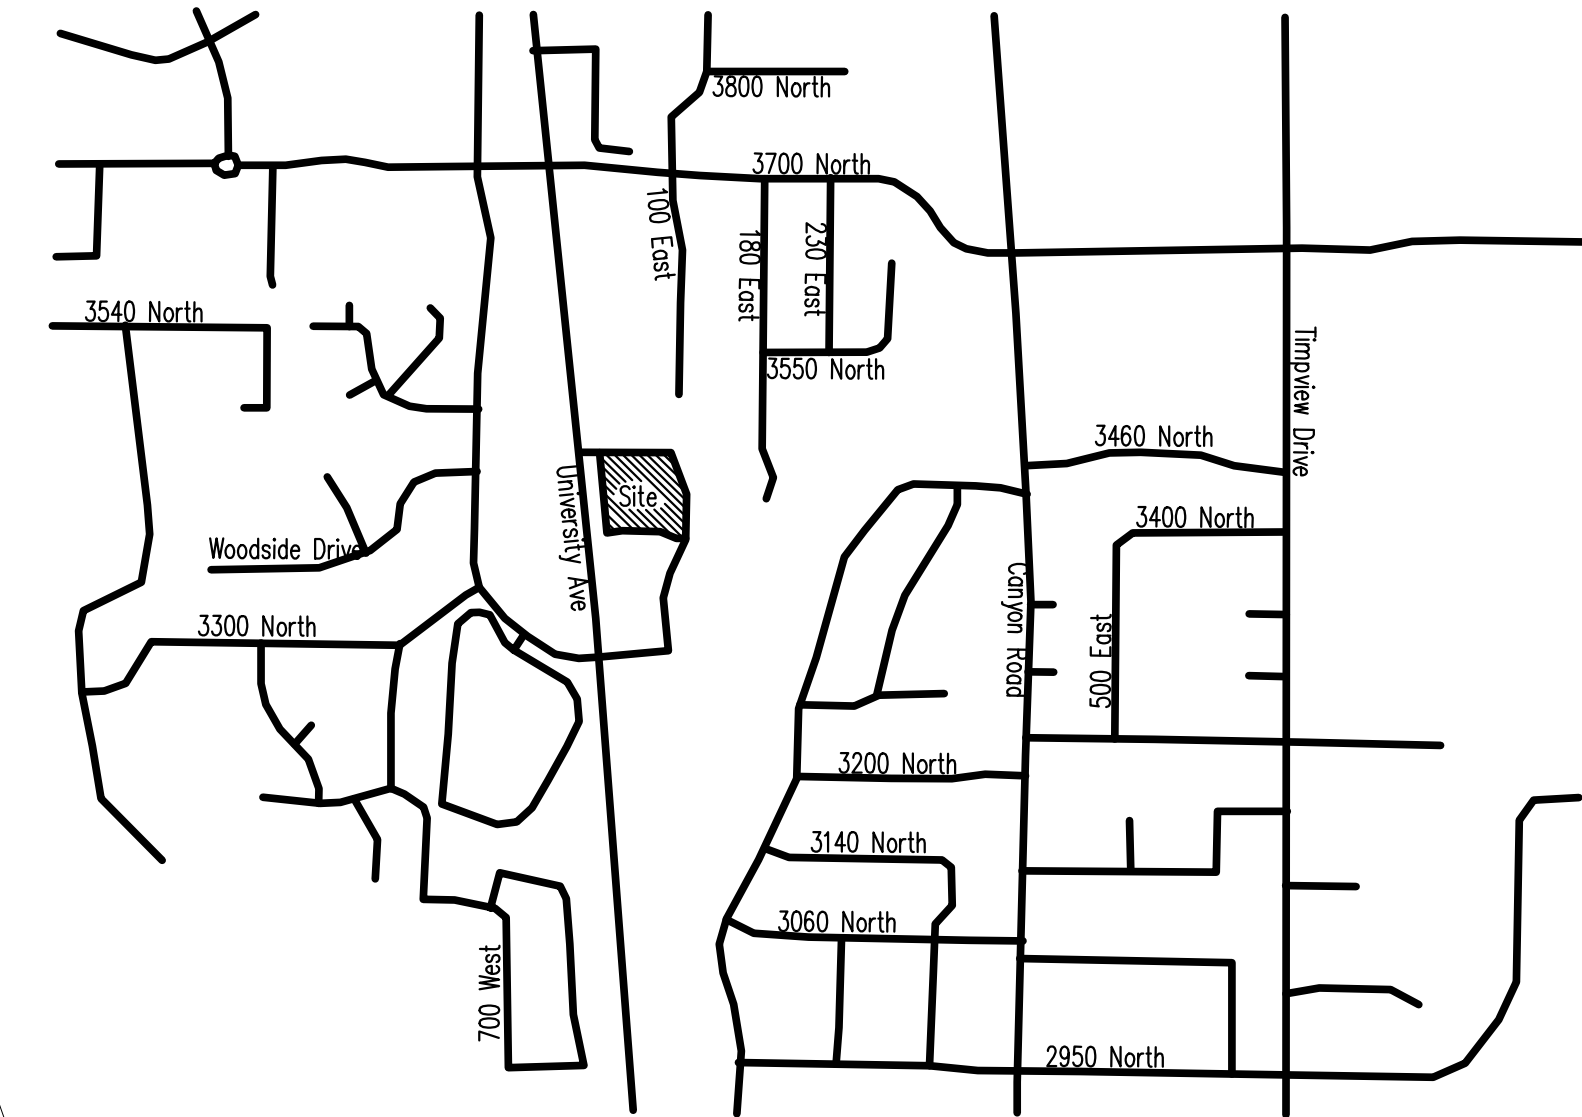 3800 North
3700 North
100 East
180 East
230 East
3540 North
3550 North
Timpview Drive
3460 North
University Ave
Site
3400 North
Woodside Drive
Canyon Road
3300 North
500 East
3200 North
3140 North
3060 North
700 West
2950 North